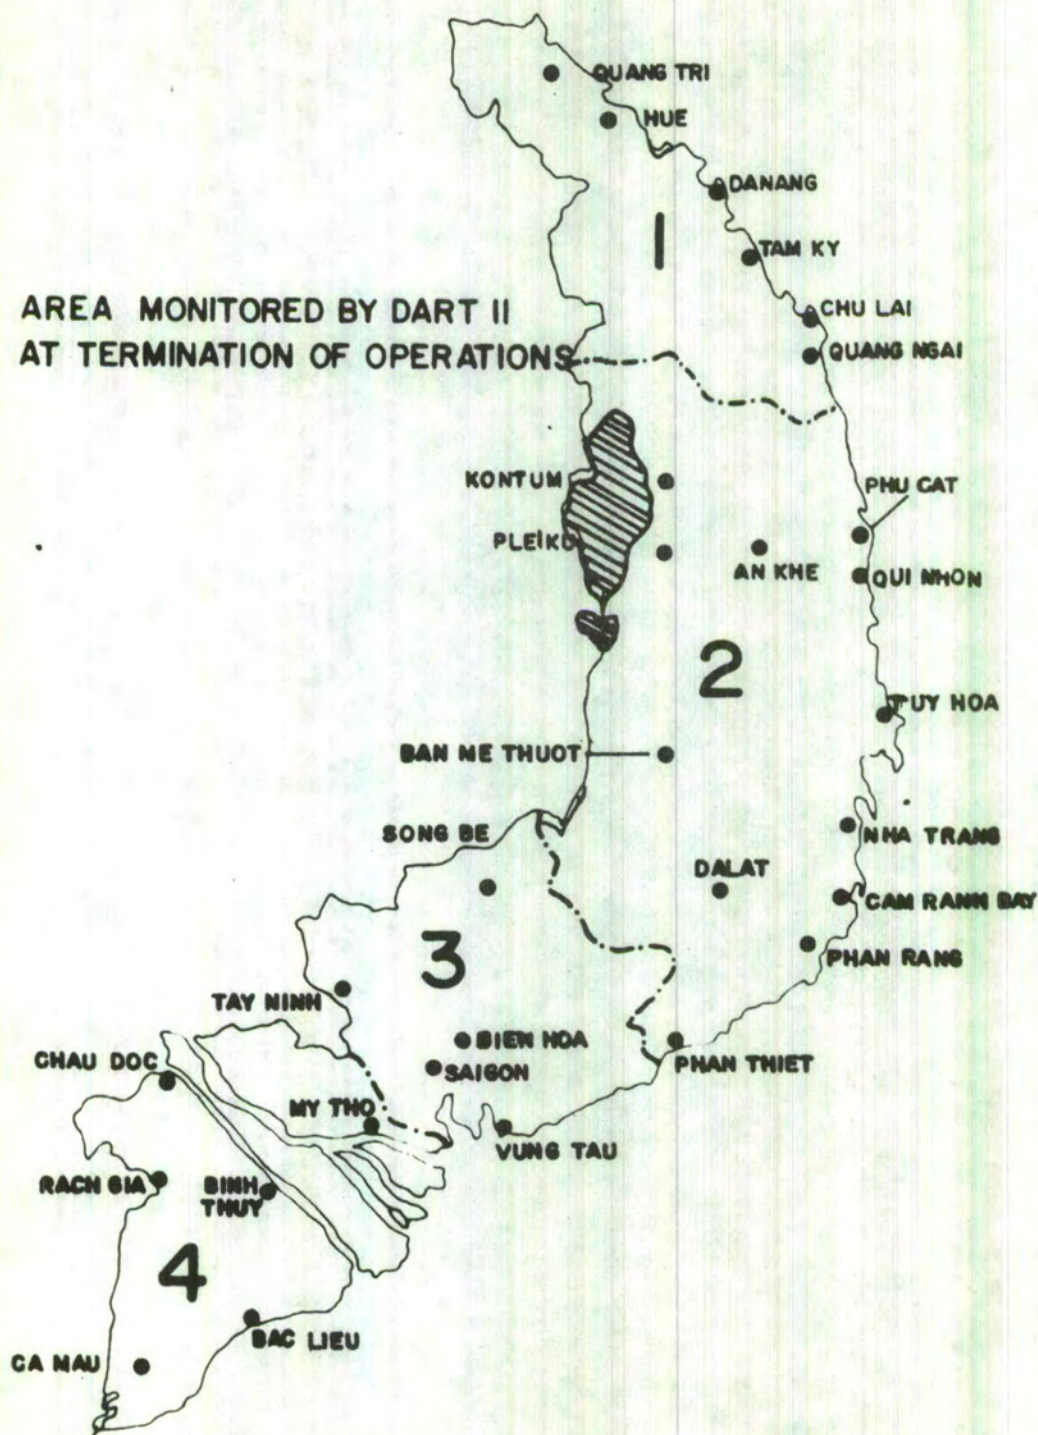 QUANG TRI
HUE
DANANG
1
TAM KY
AREA MONITORED BY DART II
AT TERMINATION OF OPERATIONS
CHU LAI
QUANG NGAI
KONTUM
PHU CAT
PLEIKU
AN KHE
QUI NHON
2
TUY HOA
BAN ME THUOT
SONG BE
NHA TRANG
DALAT
CAM RANH BAY
3
PHAN RANG
TAY NINH
BIEN HOA
CHAU DOC
SAIGON
PHAN THIET
MY THO
VUNG TAU
RACH GIA
BINH
THUY
4
BAC LIEU
CA MAU